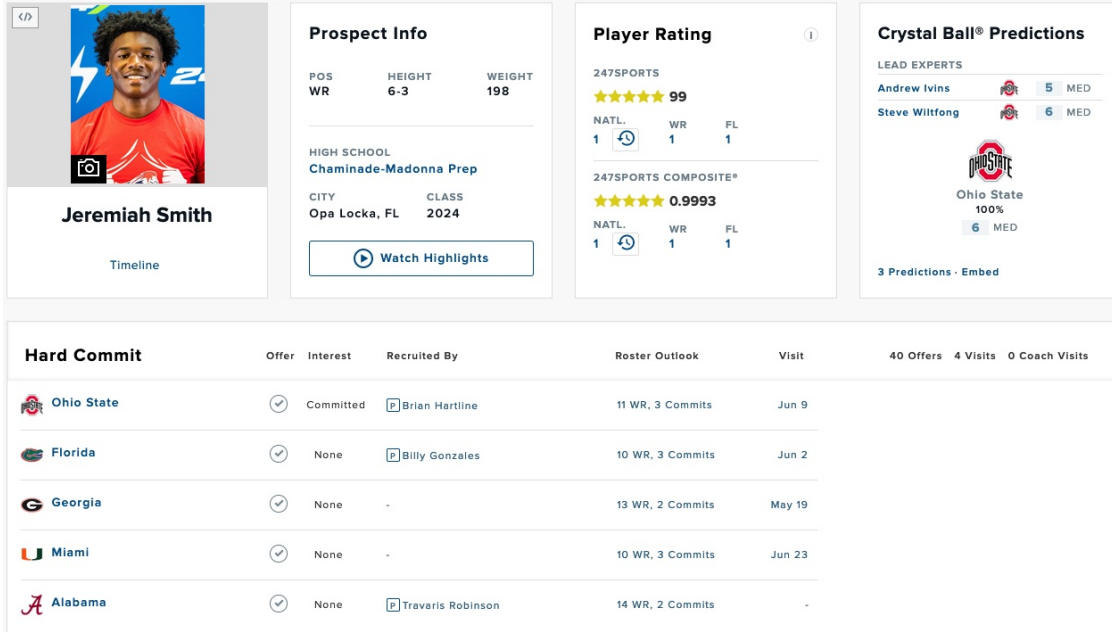 </>
Jeremiah Smith
Timeline
Prospect Info
POS HEIGHT WEIGHT
WR 6-3 198
HIGH SCHOOL
Chaminade-Madonna Prep
CITY CLASS
Opa Locka, FL 2024
Watch Highlights
Player Rating i
247SPORTS
99
NATL. WR FL
1 1 1
247SPORTS COMPOSITE®
0.9993
NATL. WR FL
1 1 1
Crystal Ball® Predictions
LEAD EXPERTS
Andrew Ivins 5 MED
Steve Wiltfong 6 MED
OHIO STATE
Ohio State
100%
6 MED
3 Predictions · Embed
Hard Commit Offer Interest Recruited By Roster Outlook Visit 40 Offers 4 Visits 0 Coach Visits
Ohio State Committed P Brian Hartline 11 WR, 3 Commits Jun 9
Florida None P Billy Gonzales 10 WR, 3 Commits Jun 2
Georgia None - 13 WR, 2 Commits May 19
Miami None - 10 WR, 3 Commits Jun 23
Alabama None P Travaris Robinson 14 WR, 2 Commits -